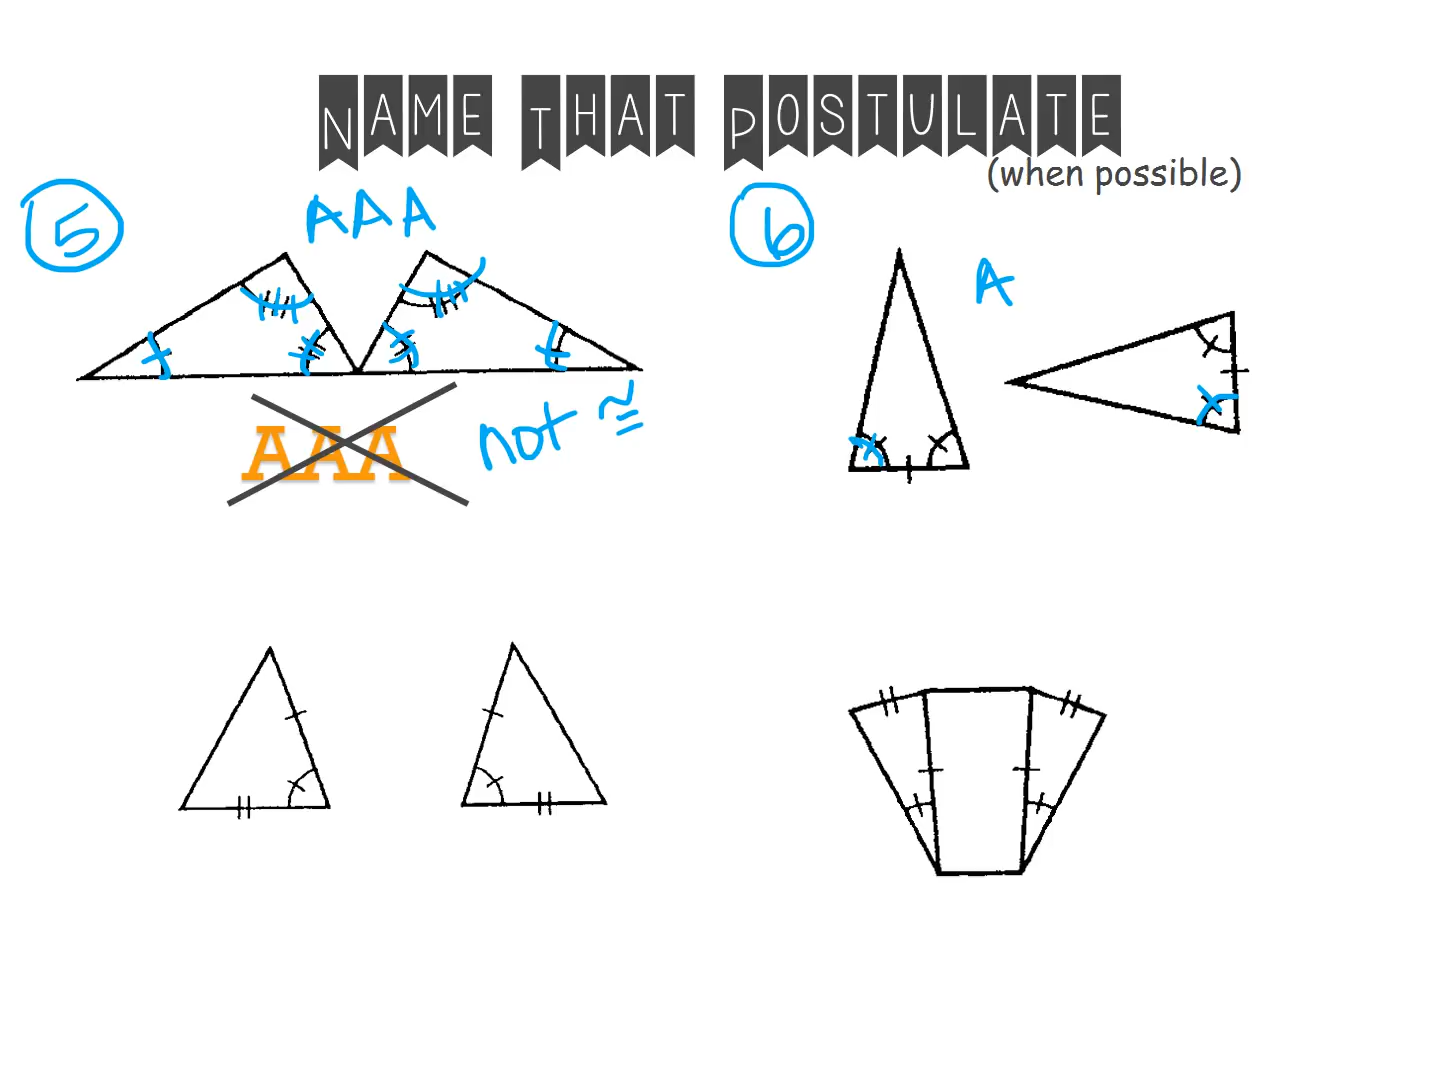 NAME THAT POSTULATE
(when possible)
5
AAA
6
A
AAA
not ≅